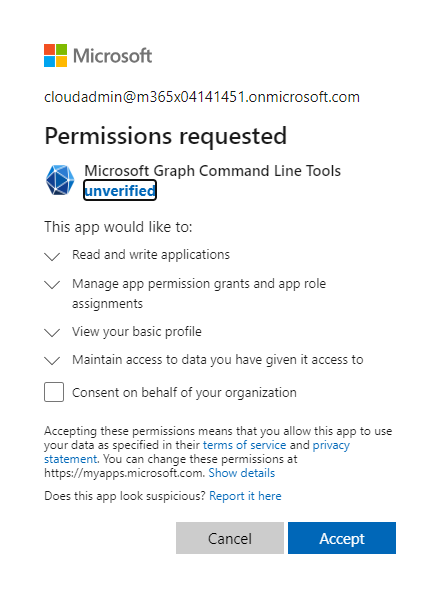 Microsoft
cloudadmin@m365x04141451.onmicrosoft.com
Permissions requested
Microsoft Graph Command Line Tools
unverified
This app would like to:
Read and write applications
Manage app permission grants and app role
assignments
View your basic profile
Maintain access to data you have given it access to
Consent on behalf of your organization
Accepting these permissions means that you allow this app to use
your data as specified in their terms of service and privacy
statement. You can change these permissions at
https://myapps.microsoft.com. Show details
Does this app look suspicious? Report it here
Cancel
Accept